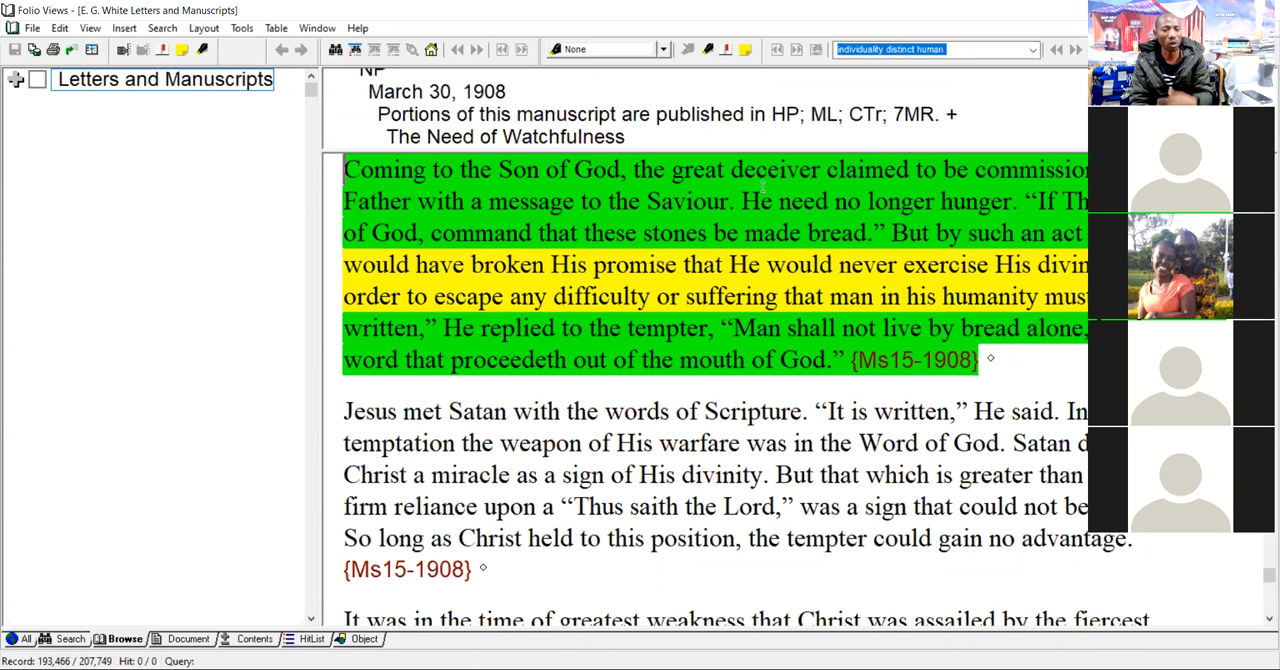 Folio Views - [E. G. White Letters and Manuscripts]
File Edit View Insert Search Layout Tools Table Window Help
None
individuality distinct human
Letters and Manuscripts
NP
March 30, 1908
Portions of this manuscript are published in HP; ML; CTr; 7MR. +
The Need of Watchfulness
Coming to the Son of God, the great deceiver claimed to be commission
Father with a message to the Saviour. He need no longer hunger. “If Th
of God, command that these stones be made bread.” But by such an act
would have broken His promise that He would never exercise His divin
order to escape any difficulty or suffering that man in his humanity mus
written,” He replied to the tempter, “Man shall not live by bread alone,
word that proceedeth out of the mouth of God.” {Ms15-1908}
Jesus met Satan with the words of Scripture. “It is written,” He said. In
temptation the weapon of His warfare was in the Word of God. Satan d
Christ a miracle as a sign of His divinity. But that which is greater than
firm reliance upon a “Thus saith the Lord,” was a sign that could not be
So long as Christ held to this position, the tempter could gain no advantage.
{Ms15-1908}
It was in the time of greatest weakness that Christ was assailed by the fiercest
All Search Browse Document Contents HitList Object
Record: 193,466 / 207,749 Hit: 0 / 0 Query: